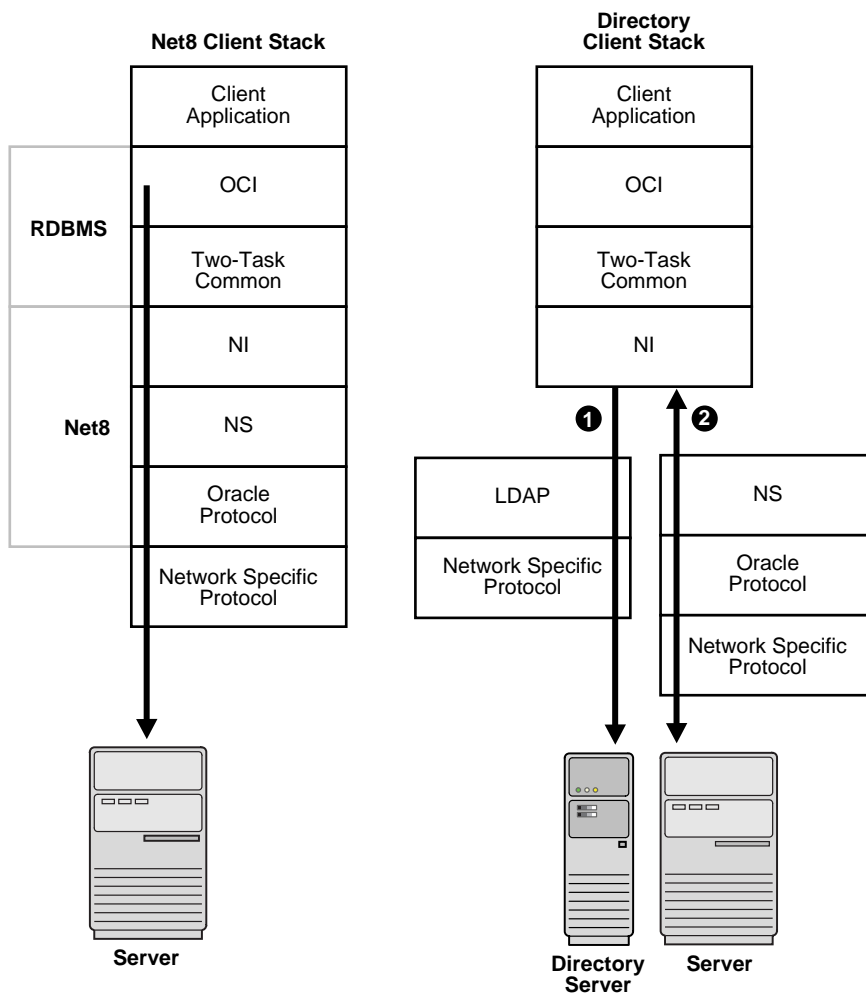 Net8 Client Stack
Client
Application
OCI
Two-Task
Common
NI
NS
Oracle
Protocol
Network Specific
Protocol
RDBMS
Net8
Server
Directory
Client Stack
Client
Application
OCI
Two-Task
Common
NI
1
2
LDAP
Network Specific
Protocol
NS
Oracle
Protocol
Network Specific
Protocol
Directory
Server
Server